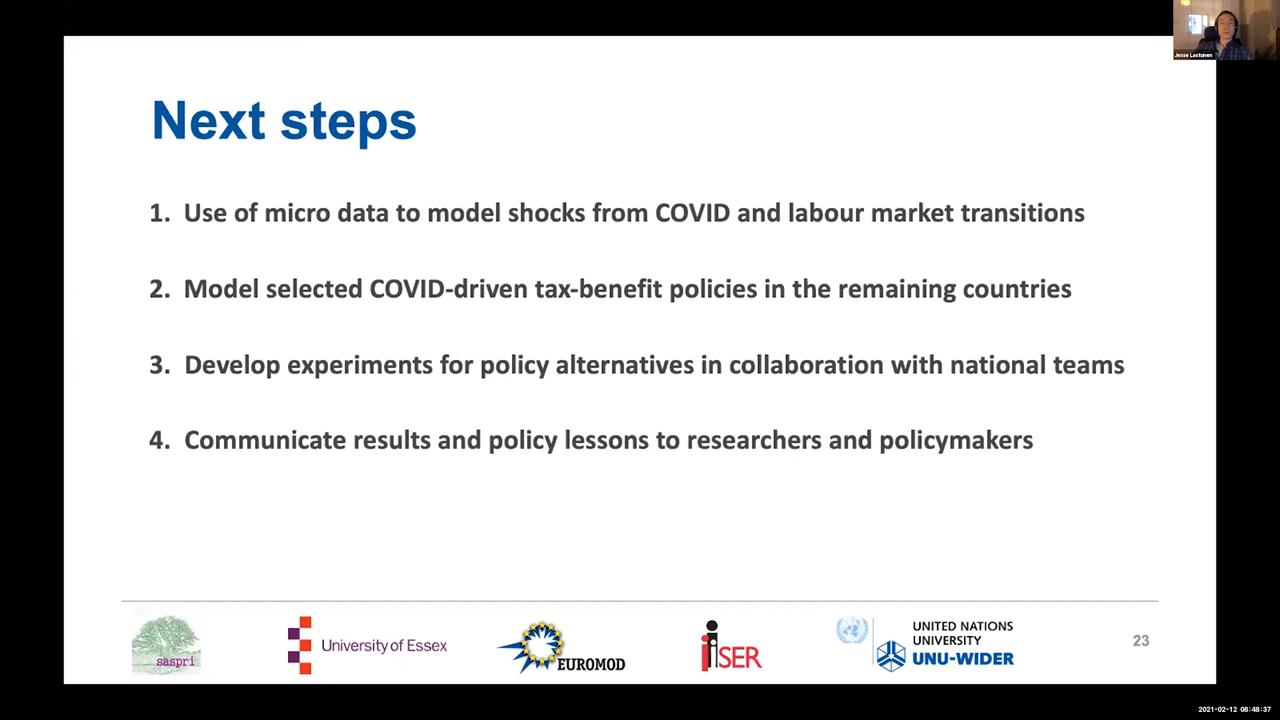 Jesse Lastunen
Next steps
1. Use of micro data to model shocks from COVID and labour market transitions
2. Model selected COVID-driven tax-benefit policies in the remaining countries
3. Develop experiments for policy alternatives in collaboration with national teams
4. Communicate results and policy lessons to researchers and policymakers
saspri
University of Essex
EUROMOD
iSER
UNITED NATIONS
UNIVERSITY
UNU-WIDER
23
2021-02-12 08:48:37